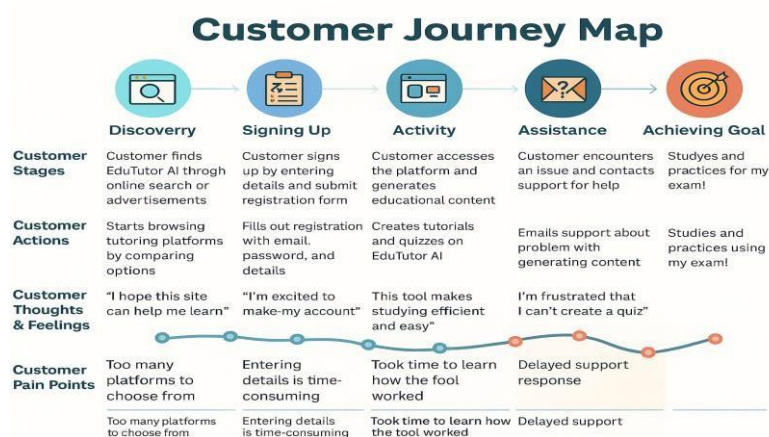 Customer Journey Map
Discoverry
Signing Up
Activity
Assistance
Achieving Goal
Customer
Stages
Customer finds
EduTutor AI throgh
online search or
advertisements
Customer signs
up by entering
details and submit
registration form
Customer accesses
the platform and
generates
educational content
Customer encounters
an issue and contacts
support for help
Studyes and
practices for my
exam!
Customer
Actions
Starts browsing
tutoring platforms
by comparing
options
Fills out registration
with email,
password, and
details
Creates tutorials
and quizzes on
EduTutor AI
Emails support about
problem with
generating content
Studies and
practices using
my exam!
Customer
Thoughts
& Feelings
“I hope this site
can help me learn”
“I'm excited to
make-my account”
This tool makes
studying efficient
and easy”
I'm frustrated that
I can't create a quiz”
Customer
Pain Points
Too many
platforms to
choose from
Entering
details is time-
consuming
Took time to learn
how the fool
worked
Delayed support
response
Too many platforms
to choose from
Entering details
is time-consuming
Took time to learn how
the tool worked
Delayed support